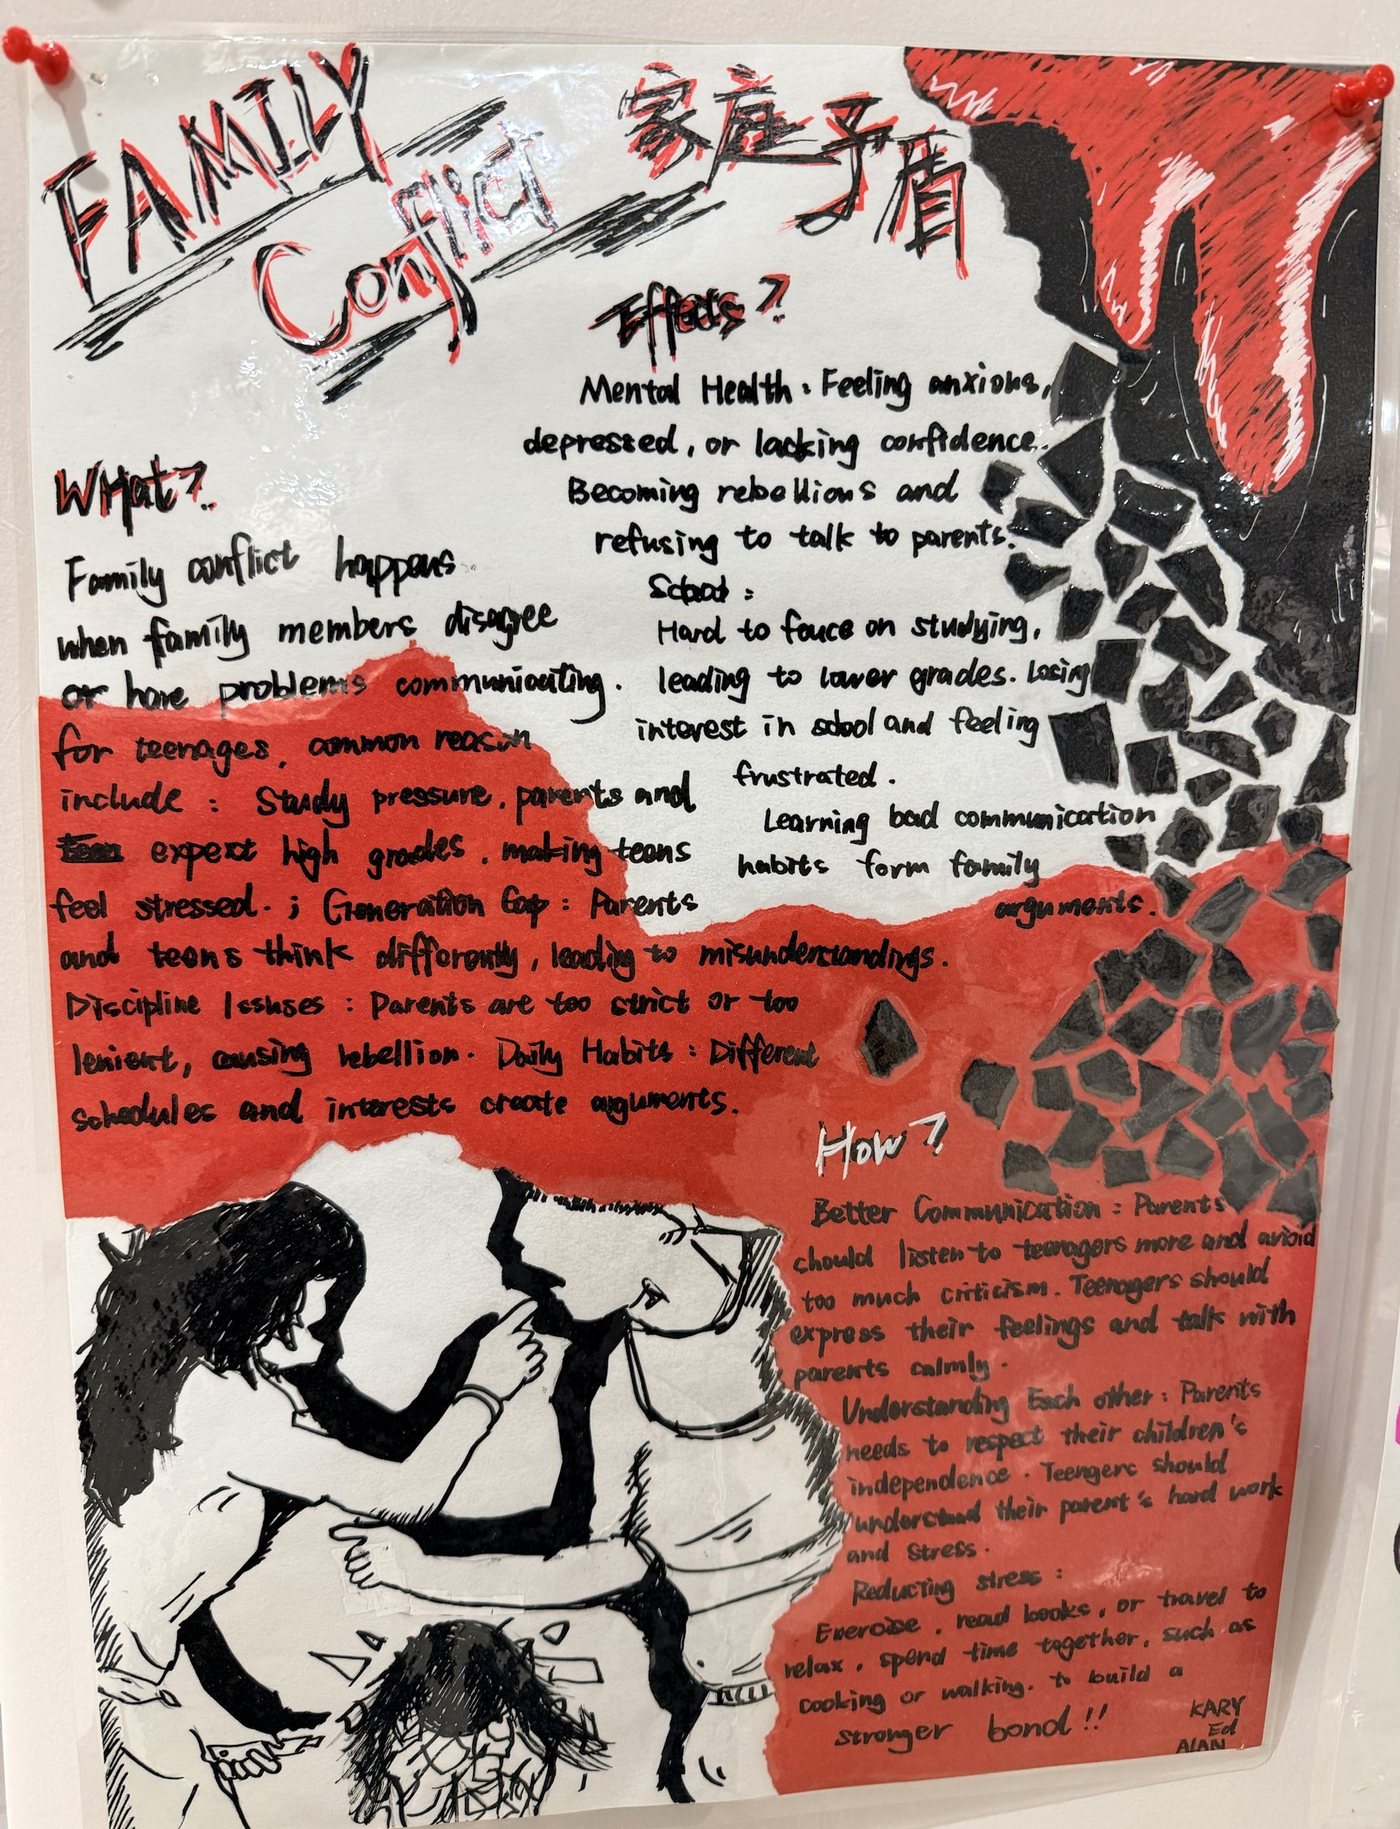 FAMILY
Conflict
家庭矛盾
What?
Family conflict happens
when family members disagree
or have problems communicating.
for teenages, common reason
include : Study pressure, parents and
expert high grades, making teens
feel stressed. ; Generation Gap : Parents
and teens think differently, leading to misunderstandings.
Discipline Issuses : Parents are too strict or too
lenient, causing rebellion. Daily Habits : Different
schedules and interests create arguments.
Effects?
Mental Health : Feeling anxious,
depressed, or lacking confidence.
Becoming rebellious and
refusing to talk to parents.
School :
Hard to fouce on studying,
leading to lower grades. Losing
interest in school and feeling
frustrated.
Learning bad communication
habits form family
arguments.
How?
Better Communication : Parents
should listen to teenagers more and avioid
too much criticism. Teenagers should
express their feelings and talk with
parents calmly.
Understanding Each other : Parents
needs to respect their children's
independence. Teengers should
understand their parent's hard work
and stress.
Reducting stress :
Exercise, read books, or travel to
relax, spend time together, such as
cooking or walking. to build a
stronger bond!!
KARY
Ed
ALAN